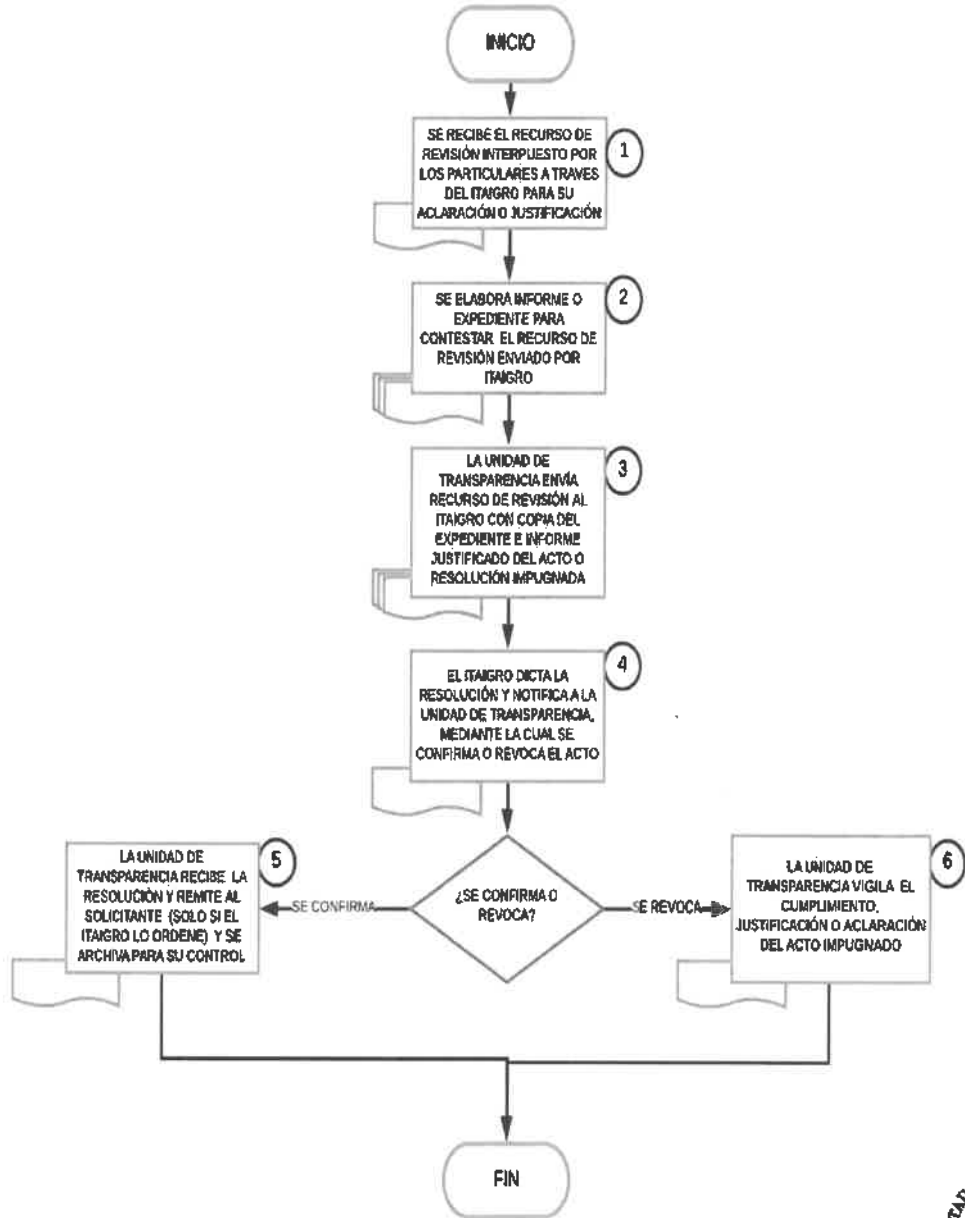 INICIO
SE RECIBE EL RECURSO DE
REVISIÓN INTERPUESTO POR
LOS PARTICULARES A TRAVES
DEL ITAIGRO PARA SU
ACLARACIÓN O JUSTIFICACIÓN
1
SE ELABORA INFORME O
EXPEDIENTE PARA
CONTESTAR EL RECURSO DE
REVISIÓN ENVIADO POR
ITAIGRO
2
LA UNIDAD DE
TRANSPARENCIA ENVÍA
RECURSO DE REVISIÓN AL
ITAIGRO CON COPIA DEL
EXPEDIENTE E INFORME
JUSTIFICADO DEL ACTO O
RESOLUCIÓN IMPUGNADA
3
EL ITAIGRO DICTA LA
RESOLUCIÓN Y NOTIFICA A LA
UNIDAD DE TRANSPARENCIA,
MEDIANTE LA CUAL SE
CONFIRMA O REVOCA EL ACTO
4
¿SE CONFIRMA O
REVOCA?
SE CONFIRMA
SE REVOCA
LA UNIDAD DE
TRANSPARENCIA RECIBE LA
RESOLUCIÓN Y REMITE AL
SOLICITANTE (SOLO SI EL
ITAIGRO LO ORDENE) Y SE
ARCHIVA PARA SU CONTROL
5
LA UNIDAD DE
TRANSPARENCIA VIGILA EL
CUMPLIMIENTO,
JUSTIFICACIÓN O ACLARACIÓN
DEL ACTO IMPUGNADO
6
FIN